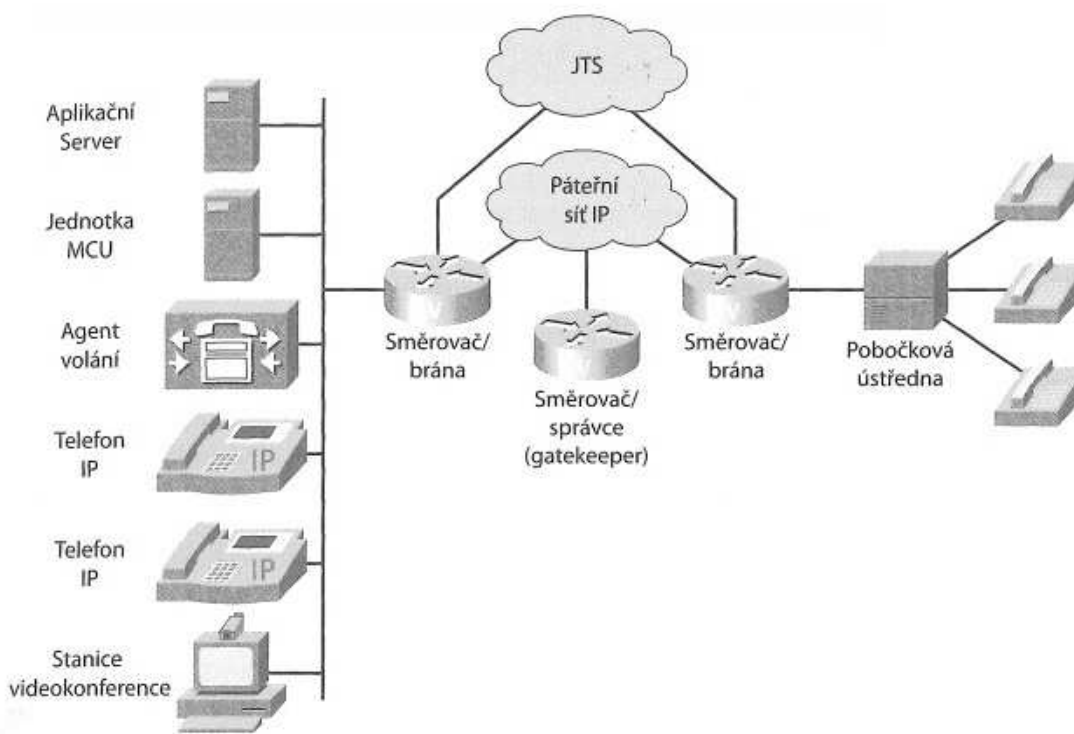 JTS
Aplikační
Server
Páteřní
síť IP
Jednotka
MCU
V
V
Směrovač/
brána
Směrovač/
brána
Agent
volání
V
Pobočková
ústředna
Směrovač/
správce
(gatekeeper)
Telefon
IP
IP
Telefon
IP
IP
Stanice
videokonference